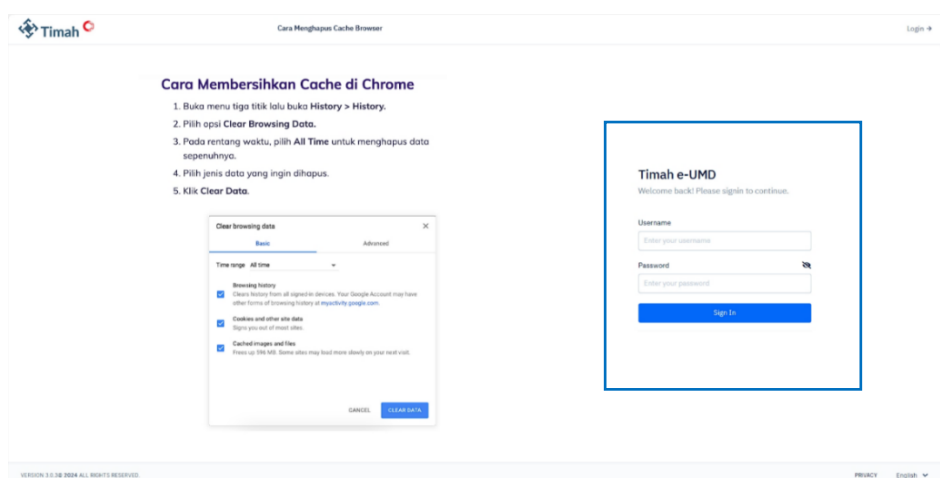 Timah
Cara Menghapus Cache Browser
Login →
Cara Membersihkan Cache di Chrome
1. Buka menu tiga titik lalu buka History > History.
2. Pilih opsi Clear Browsing Data.
3. Pada rentang waktu, pilih All Time untuk menghapus data
sepenuhnya.
4. Pilih jenis data yang ingin dihapus.
5. Klik Clear Data.
Clear browsing data
Basic
Advanced
Time range All time
Browsing history
Clears history from all signed-in devices. Your Google Account may have
other forms of browsing history at myactivity.google.com.
Cookies and other site data
Signs you out of most sites.
Cached images and files
Frees up 596 MB. Some sites may load more slowly on your next visit.
CANCEL
CLEAR DATA
Timah e-UMD
Welcome back! Please signin to continue.
Username
Enter your username
Password
Enter your password
Sign In
2024 ALL RIGHTS RESERVED.
PRIVACY
English